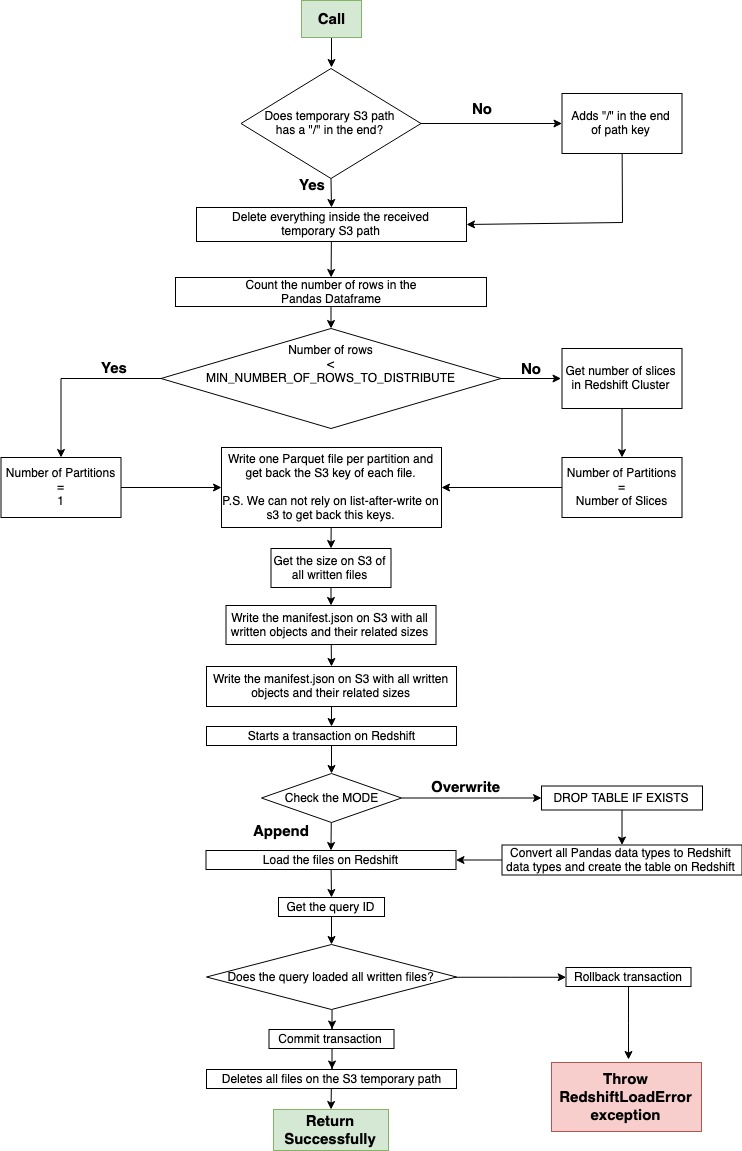 Call
Does temporary S3 path
has a "/" in the end?
No
Adds "/" in the end
of path key
Yes
Delete everything inside the received
temporary S3 path
Count the number of rows in the
Pandas Dataframe
Number of rows
<
MIN_NUMBER_OF_ROWS_TO_DISTRIBUTE
Yes
No
Get number of slices
in Redshift Cluster
Number of Partitions
=
1
Write one Parquet file per partition and
get back the S3 key of each file.
P.S. We can not rely on list-after-write on
s3 to get back this keys.
Number of Partitions
=
Number of Slices
Get the size on S3 of
all written files
Write the manifest.json on S3 with all
written objects and their related sizes
Write the manifest.json on S3 with all written
objects and their related sizes
Starts a transaction on Redshift
Check the MODE
Overwrite
DROP TABLE IF EXISTS
Append
Convert all Pandas data types to Redshift
data types and create the table on Redshift
Load the files on Redshift
Get the query ID
Does the query loaded all written files?
Rollback transaction
Commit transaction
Deletes all files on the S3 temporary path
Throw
RedshiftLoadError
exception
Return
Successfully